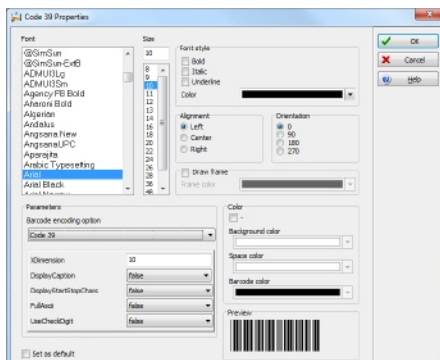 Code 39 Properties
Font
@SimSun
@SimSun-ExtB
ADMUI3Lg
ADMUI3Sm
Agency FB Bold
Aharoni Bold
Algerian
Andalus
Angsana New
AngsanaUPC
Aparajita
Arabic Typesetting
Arial
Arial Black
Arial Narrow
Size
10
8
9
10
11
12
13
14
16
18
20
22
24
26
28
36
48
Font style
Bold
Italic
Underline
Color
Alignment
Left
Center
Right
Orientation
0
90
180
270
Draw frame
Frame color
OK
Cancel
Help
Parameters
Barcode encoding option
Code 39
XDimension 10
DisplayCaption false
DisplayStartStopChars false
FullAscii false
UseCheckDigit false
Color
-
Background color
Space color
Barcode color
Preview
Set as default